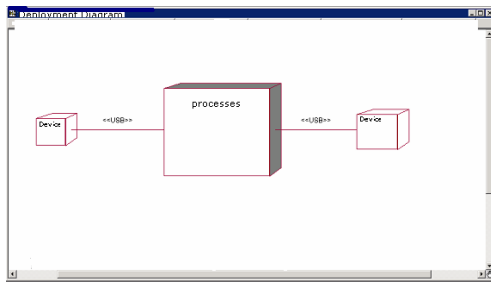 Deployment Diagram
processes
Device
<<USB>>
<<USB>>
Device